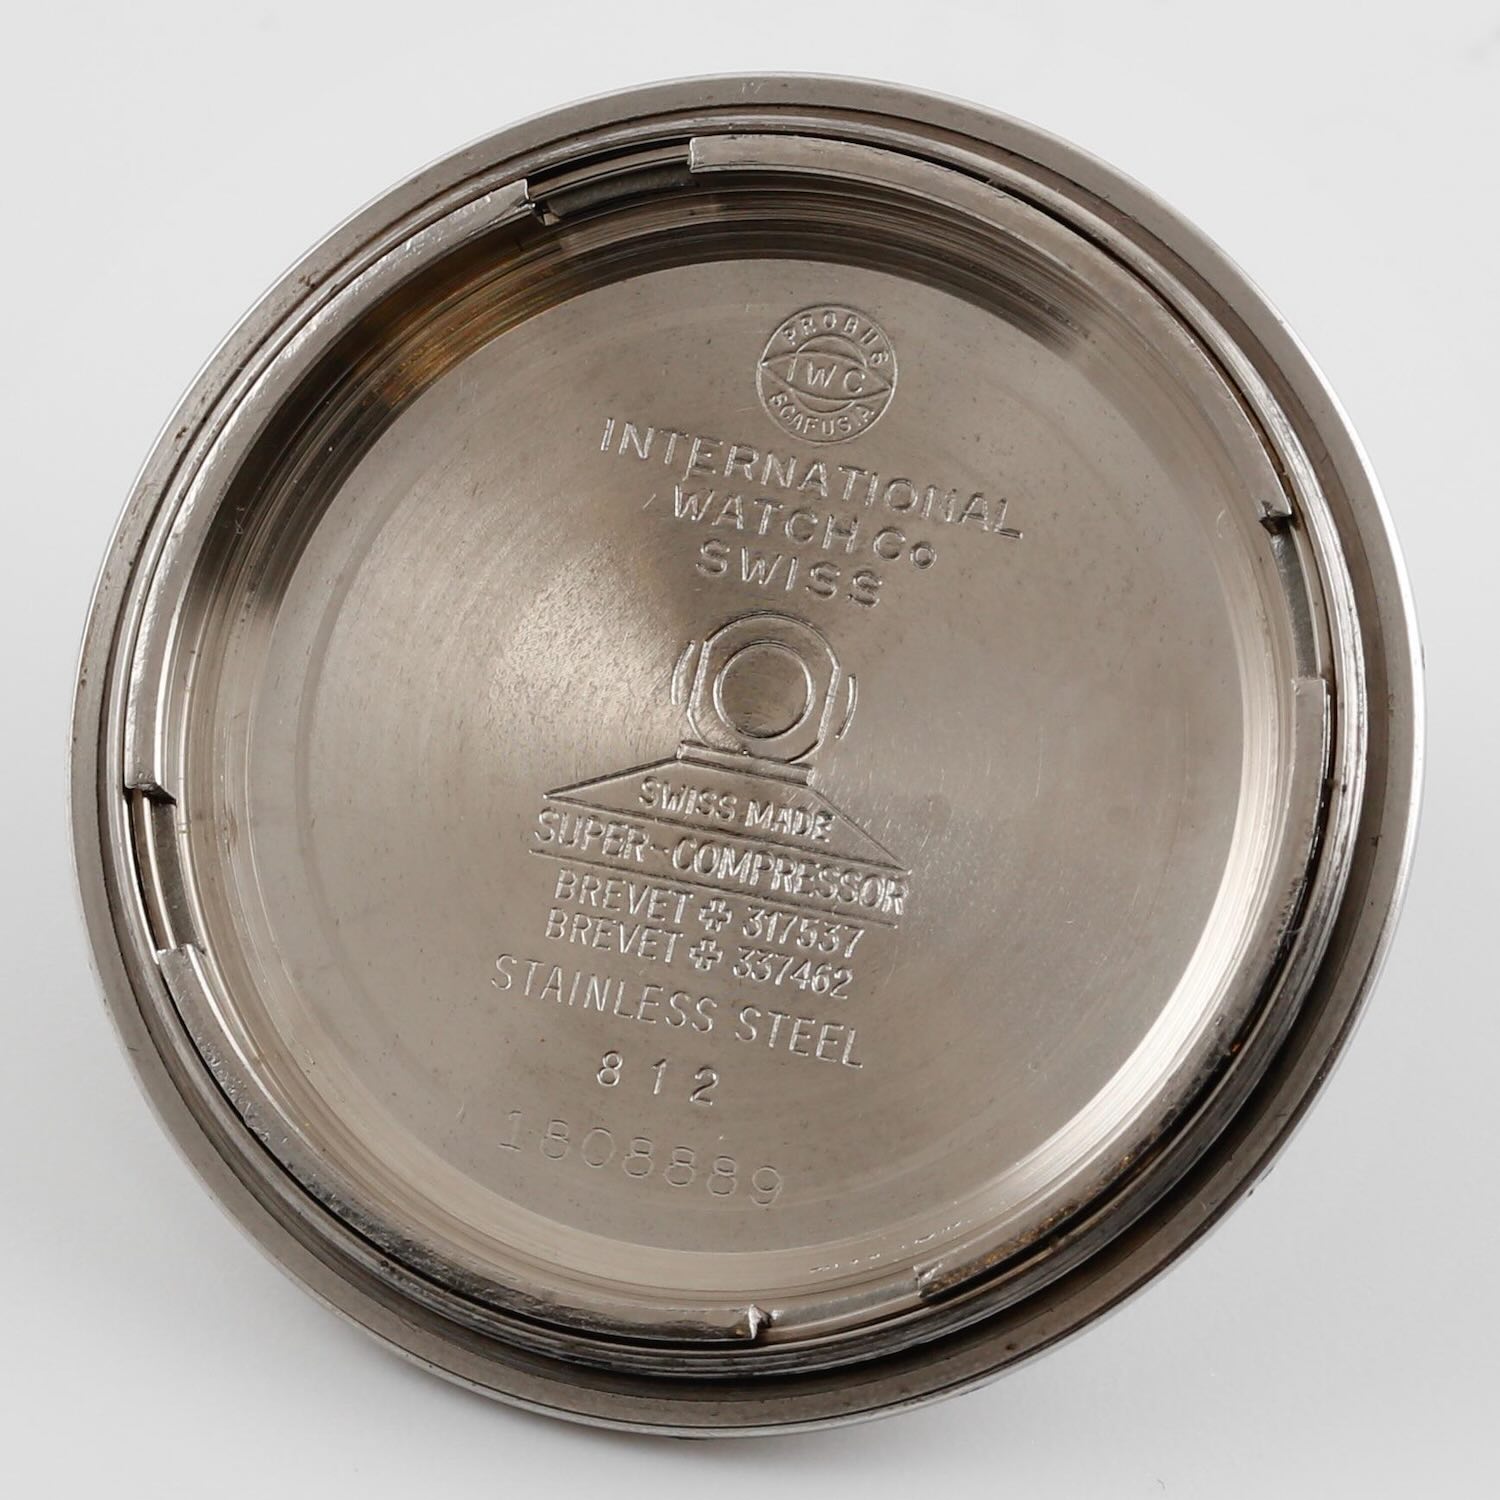 PROBUS
IWC
SCAFUSIA
INTERNATIONAL
WATCH Co
SWISS
SWISS MADE
SUPER-COMPRESSOR
BREVET ✚ 317537
BREVET ✚ 337462
STAINLESS STEEL
812
1808889